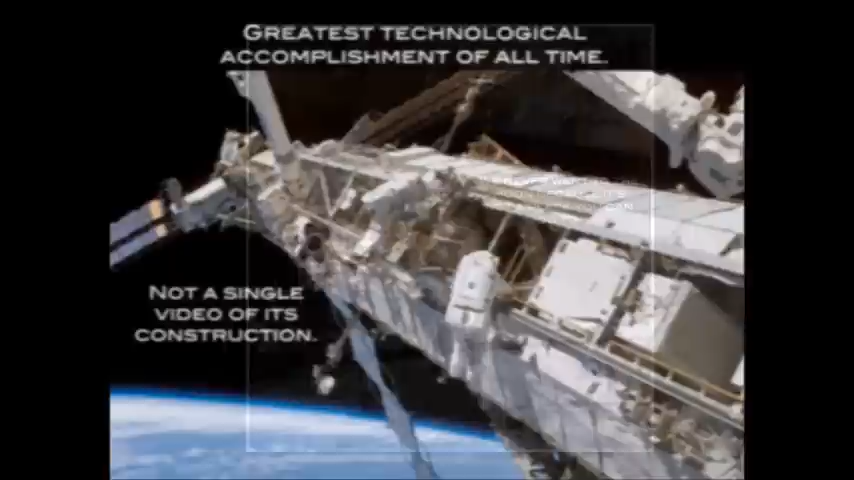 Greatest technological
accomplishment of all time.
Not a single
video of its
construction.